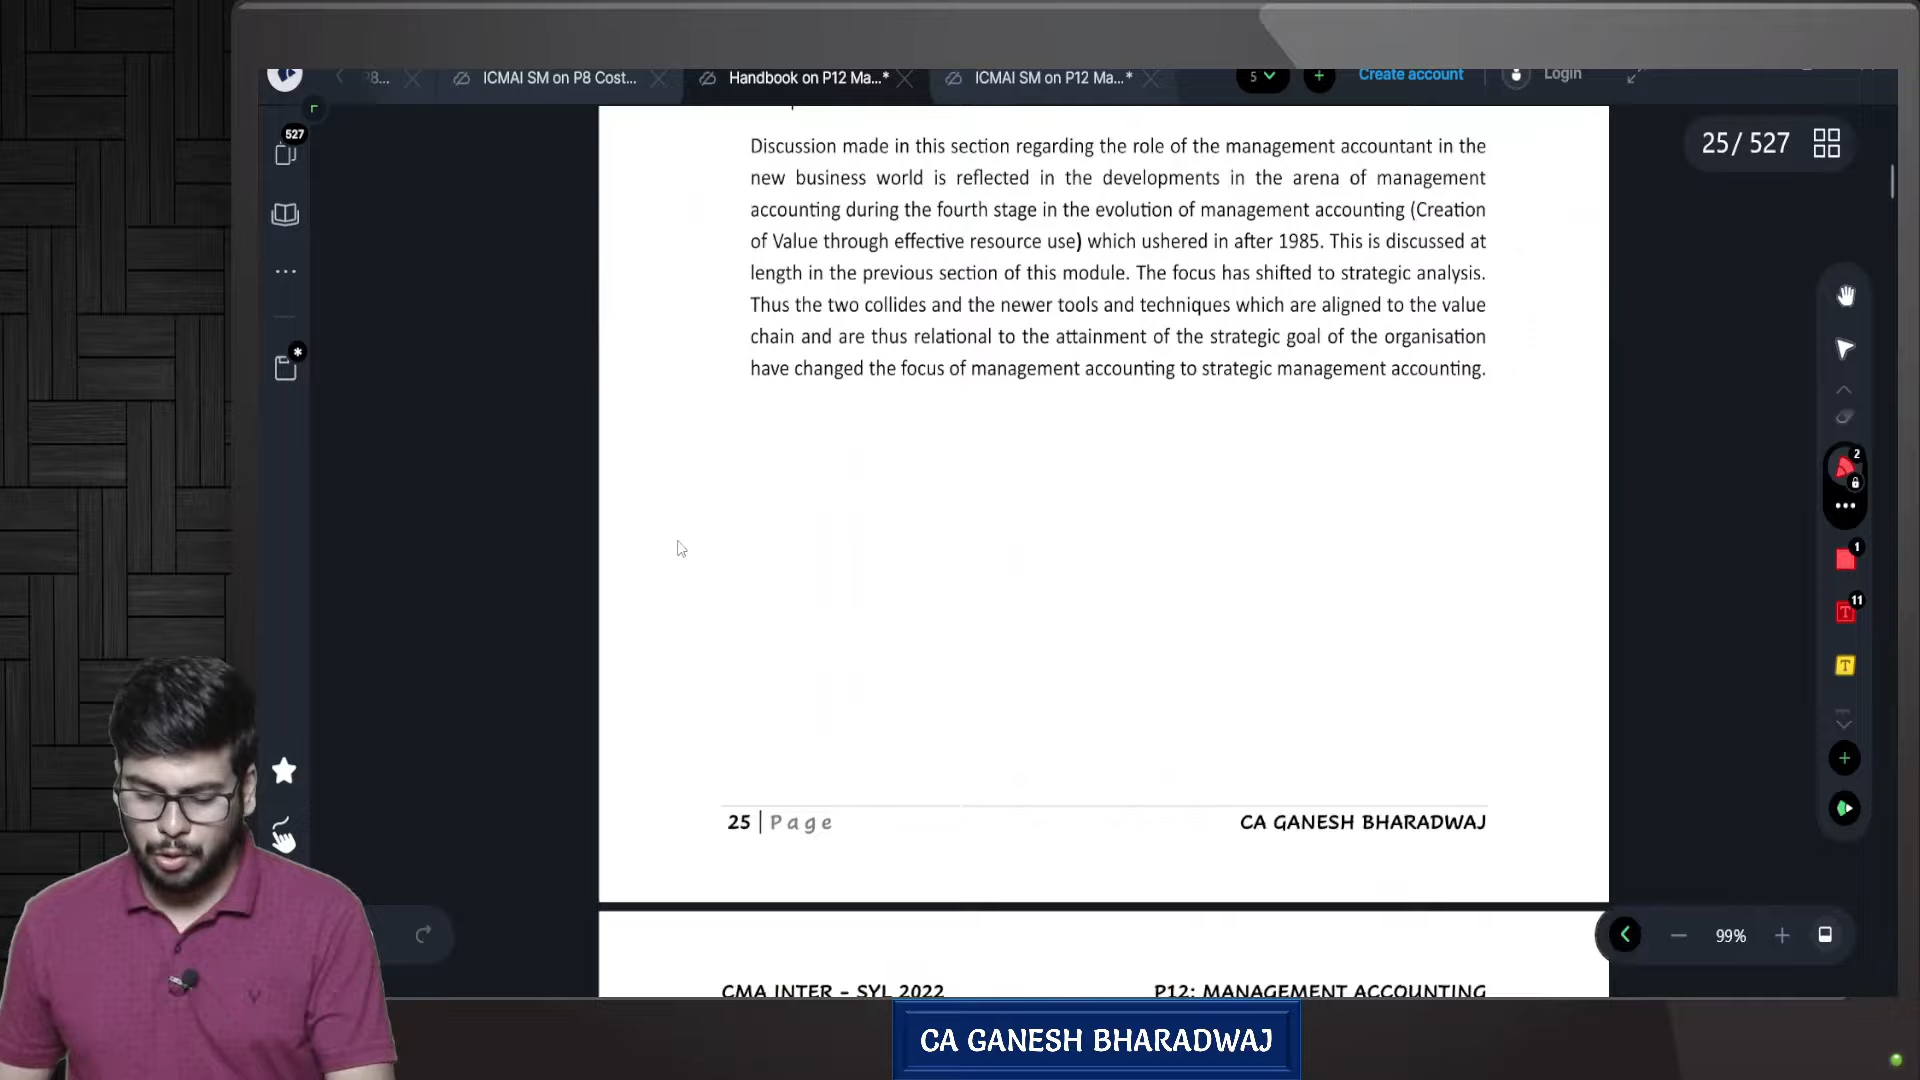 P8...
ICMAI SM on P8 Cost...
Handbook on P12 Ma...*
ICMAI SM on P12 Ma...*
5
Create account
Login
527
25/ 527
Discussion made in this section regarding the role of the management accountant in the
new business world is reflected in the developments in the arena of management
accounting during the fourth stage in the evolution of management accounting (Creation
of Value through effective resource use) which ushered in after 1985. This is discussed at
length in the previous section of this module. The focus has shifted to strategic analysis.
Thus the two collides and the newer tools and techniques which are aligned to the value
chain and are thus relational to the attainment of the strategic goal of the organisation
have changed the focus of management accounting to strategic management accounting.
2
1
11
T
T
25 | Page
CA GANESH BHARADWAJ
99%
CMA INTER – SYL 2022
P12: MANAGEMENT ACCOUNTING
CA GANESH BHARADWAJ